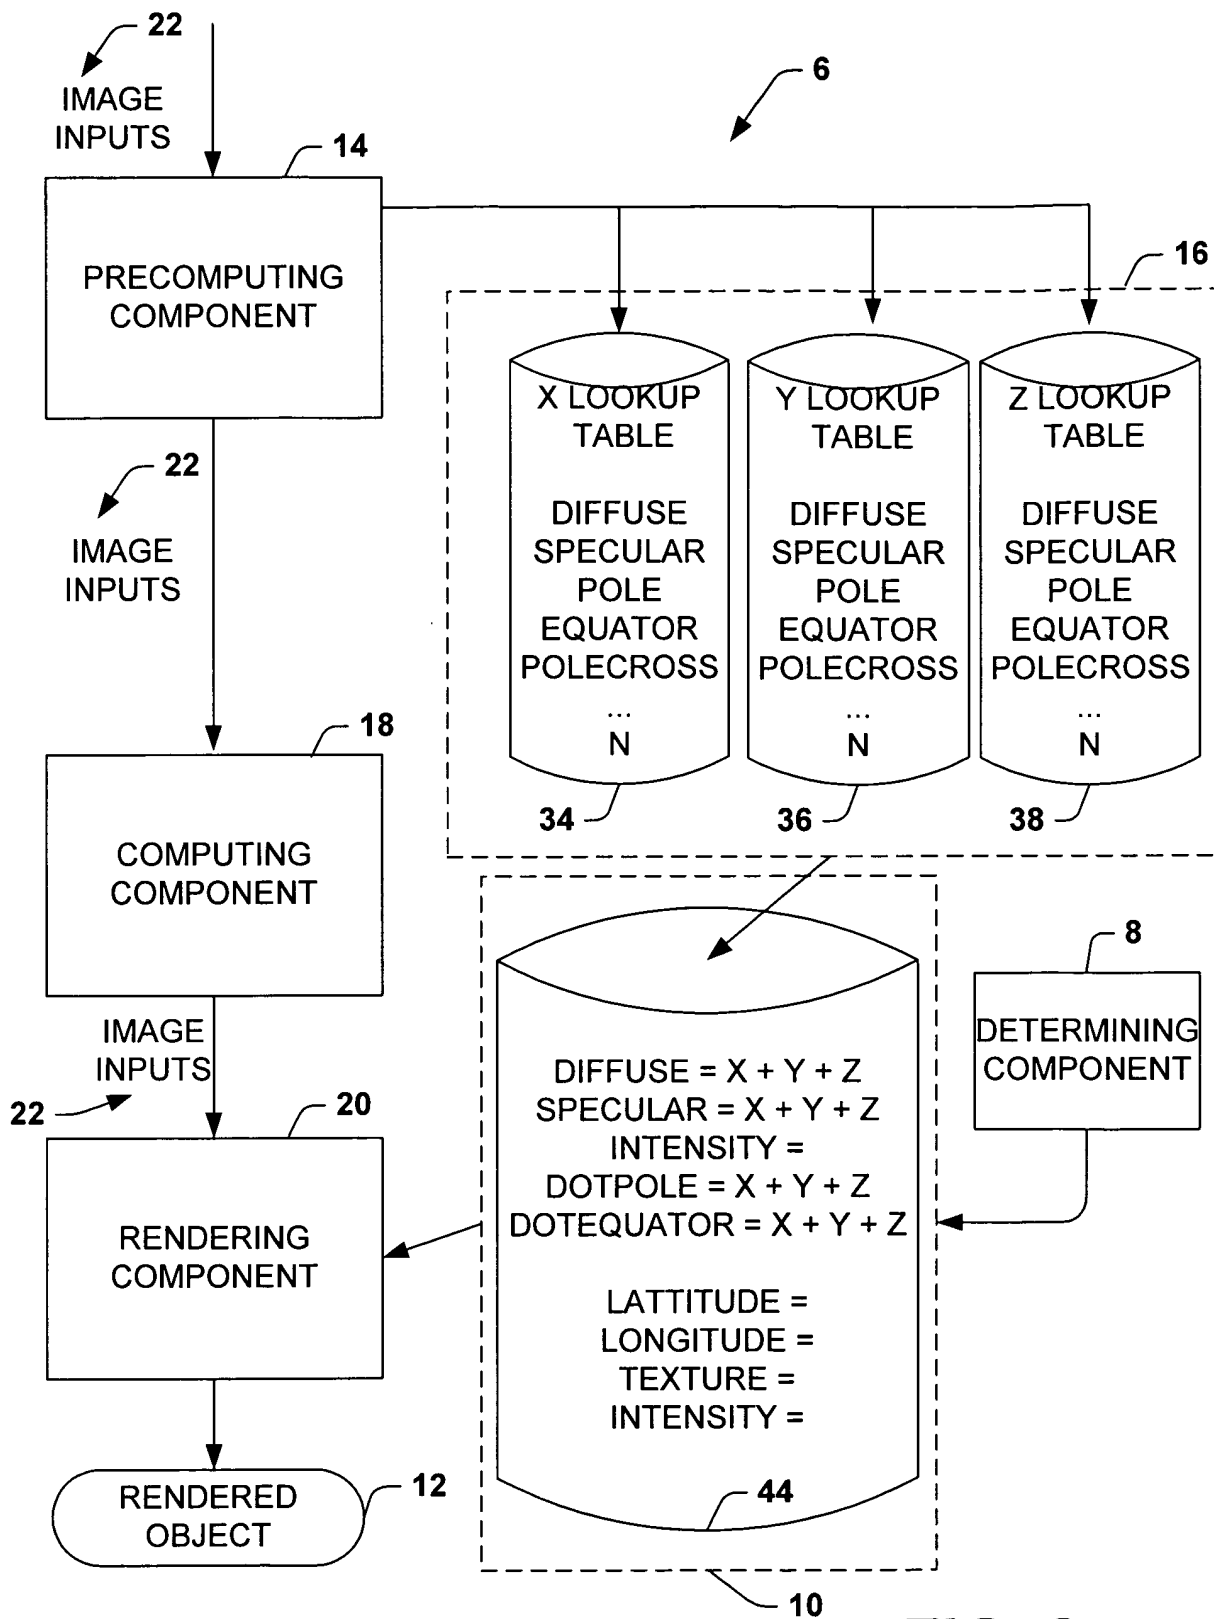 22
IMAGE
INPUTS
6
14
PRECOMPUTING
COMPONENT
16
X LOOKUP
TABLE
DIFFUSE
SPECULAR
POLE
EQUATOR
POLECROSS
...
N
Y LOOKUP
TABLE
DIFFUSE
SPECULAR
POLE
EQUATOR
POLECROSS
...
N
Z LOOKUP
TABLE
DIFFUSE
SPECULAR
POLE
EQUATOR
POLECROSS
...
N
34
36
38
22
IMAGE
INPUTS
18
COMPUTING
COMPONENT
IMAGE
INPUTS
22
20
RENDERING
COMPONENT
DIFFUSE = X + Y + Z
SPECULAR = X + Y + Z
INTENSITY =
DOTPOLE = X + Y + Z
DOTEQUATOR = X + Y + Z
LATTITUDE =
LONGITUDE =
TEXTURE =
INTENSITY =
44
8
DETERMINING
COMPONENT
RENDERED
OBJECT
12
10